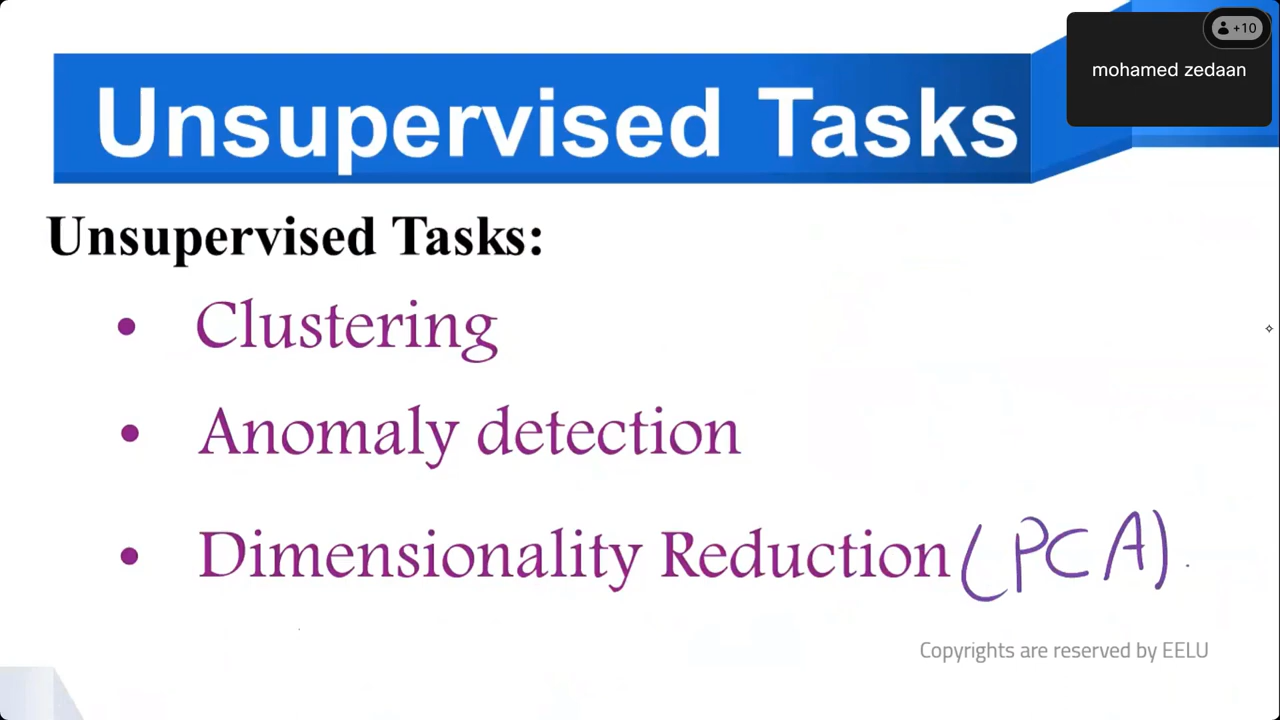 +10
mohamed zedaan
Unsupervised Tasks
Unsupervised Tasks:
• Clustering
• Anomaly detection
• Dimensionality Reduction (PCA).
Copyrights are reserved by EELU